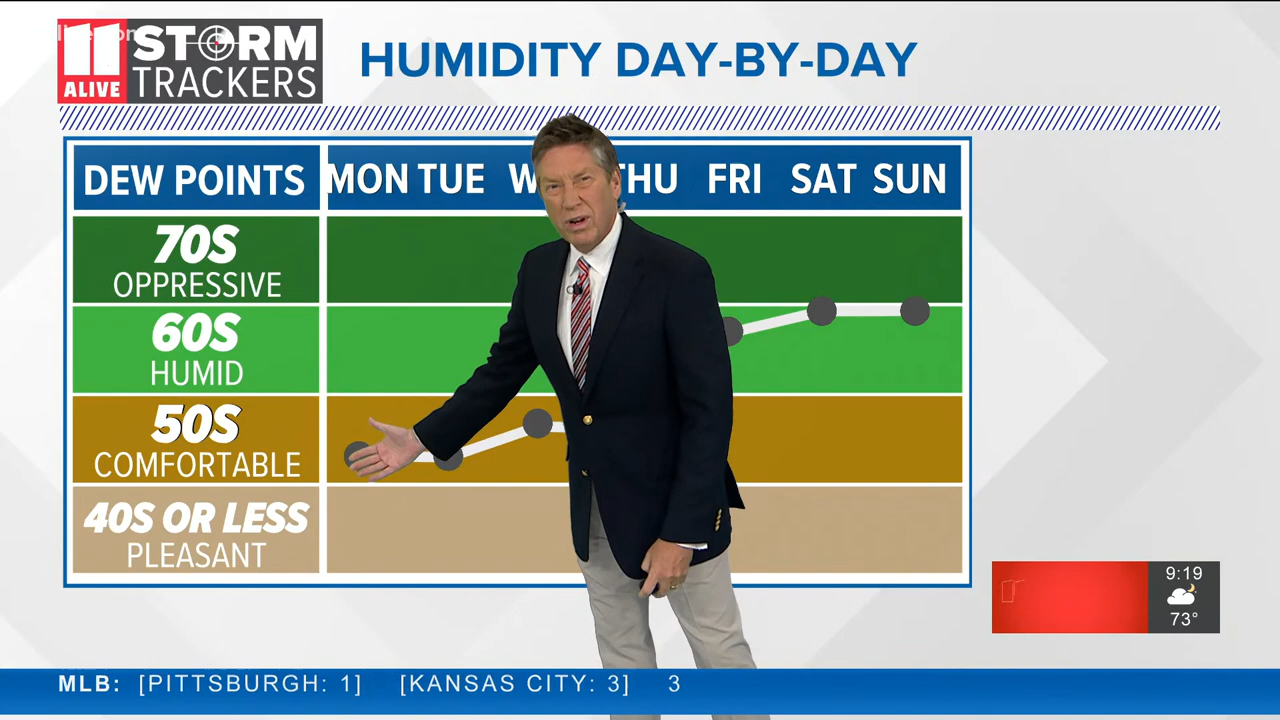 11 ALIVE
STORM TRACKERS
HUMIDITY DAY-BY-DAY
DEW POINTS
MON TUE W THU FRI SAT SUN
70S
OPPRESSIVE
60S
HUMID
50S
COMFORTABLE
40S OR LESS
PLEASANT
9:19
73°
MLB: [PITTSBURGH: 1] [KANSAS CITY: 3] 3